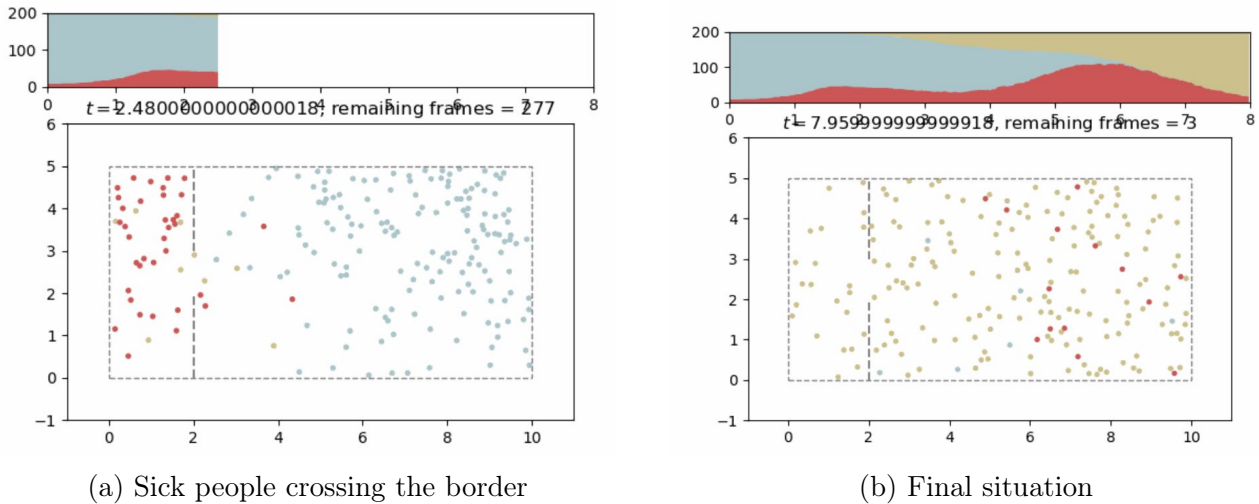 200
100
0
0 1 2 3 4 5 6 7 8
t = 2.4800000000000018, remaining frames = 277
6
5
4
3
2
1
0
−1
0 2 4 6 8 10
(a) Sick people crossing the border
200
100
0
0 1 2 3 4 5 6 7 8
t = 7.959999999999918, remaining frames = 3
6
5
4
3
2
1
0
−1
0 2 4 6 8 10
(b) Final situation